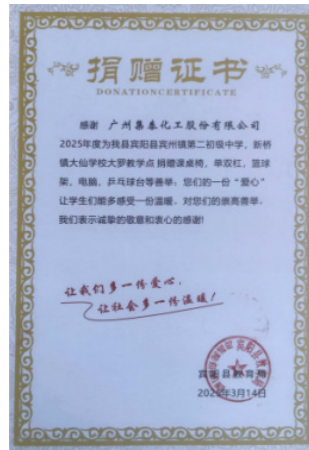 捐赠证书
DONATIONCERTIFICATE
感谢 广州集泰化工股份有限公司
2025年度为我县宾阳县宾州镇第二初级中学，新桥
镇大仙学校大罗教学点 捐赠课桌椅，单双杠，篮球
架，电脑，乒乓球台等善举。您们的一份“爱心”
让学生们能多感受一份温暖。对您们的崇高善举，
我们表示诚挚的敬意和衷心的感谢！
让我们多一份爱心，
让社会多一份温暖！
宾阳县教育局
2025年3月14日